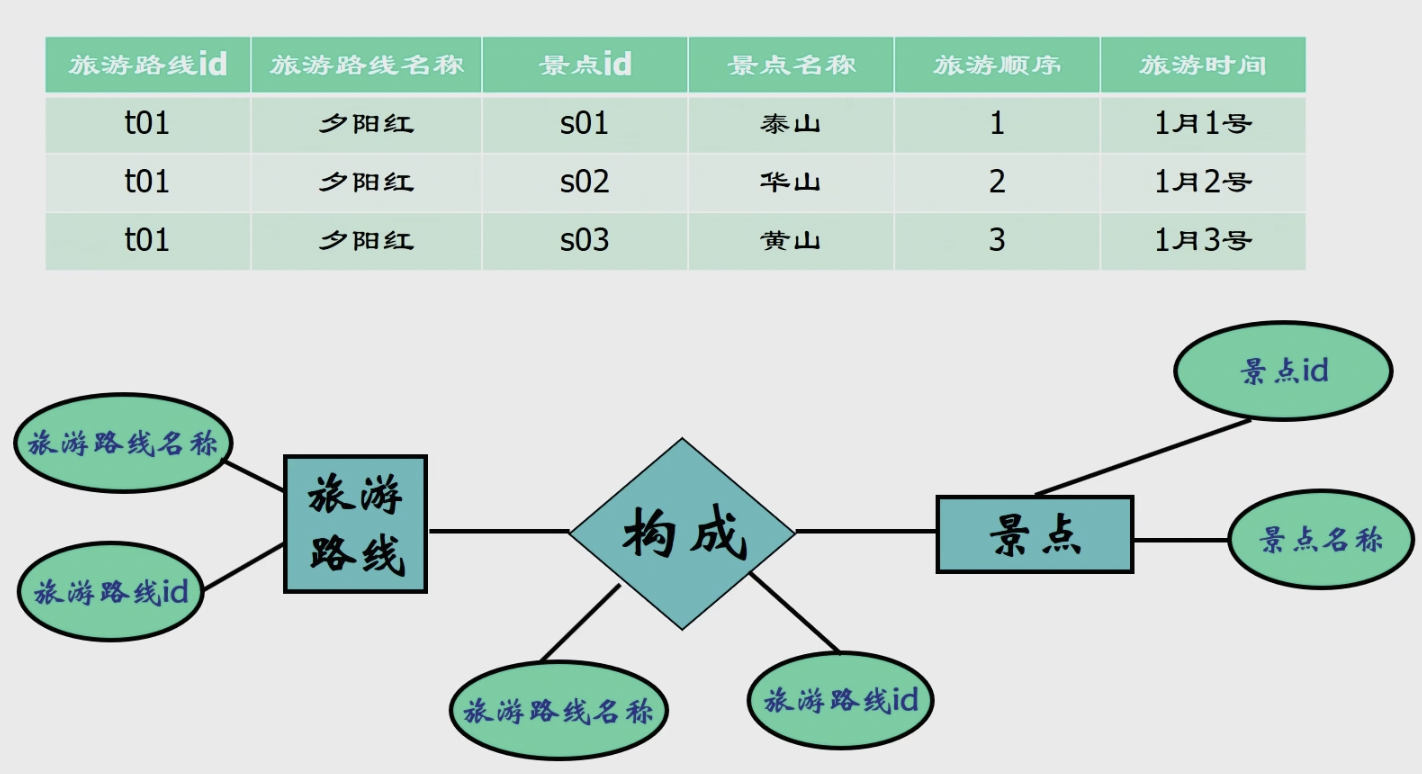 旅游路线id 旅游路线名称 景点id 景点名称 旅游顺序 旅游时间
t01 夕阳红 s01 泰山 1 1月1号
t01 夕阳红 s02 华山 2 1月2号
t01 夕阳红 s03 黄山 3 1月3号
景点id
旅游路线名称
旅游
路线
构成
景点
景点名称
旅游路线id
旅游路线名称
旅游路线id